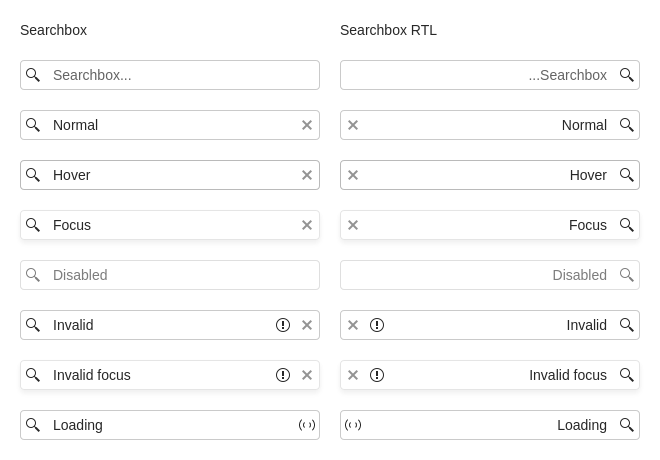 Searchbox
Searchbox...
Normal
Hover
Focus
Disabled
Invalid
Invalid focus
Loading
Searchbox RTL
...Searchbox
Normal
Hover
Focus
Disabled
Invalid
Invalid focus
Loading